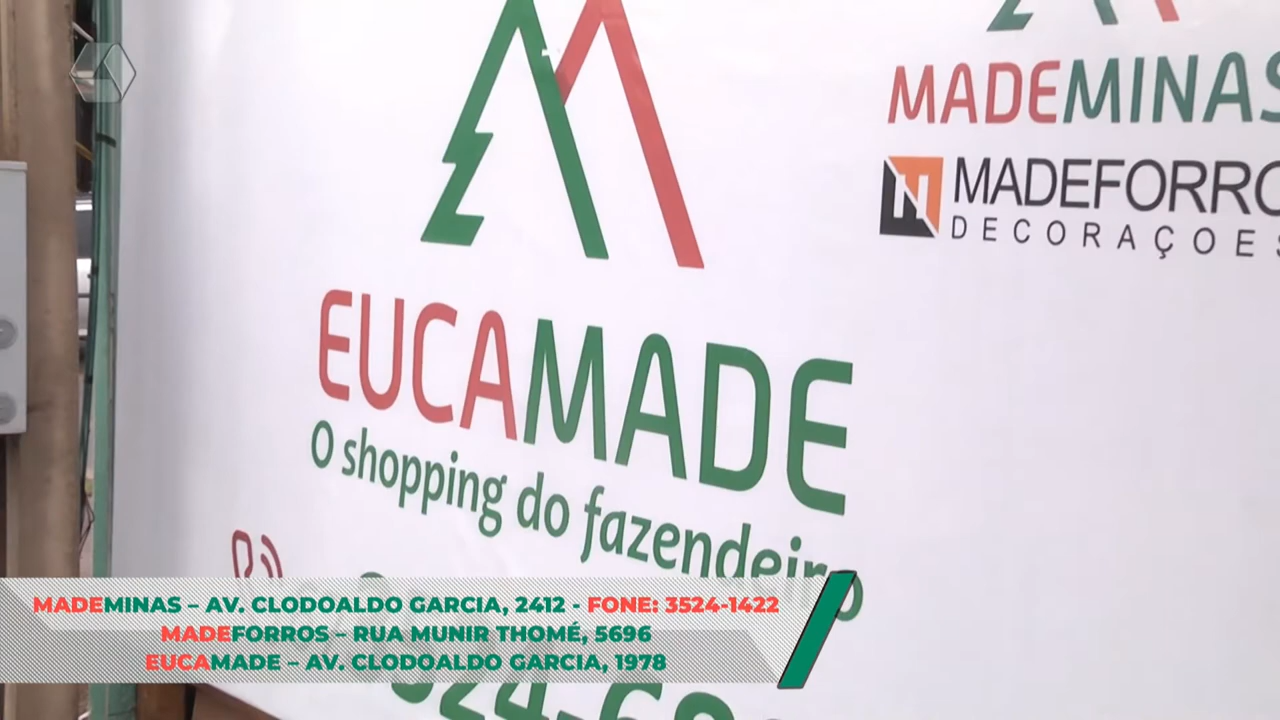 MADEMINAS
MADEFORRO
DECORAÇOES
EUCAMADE
O shopping do fazendeiro
MADEMINAS – AV. CLODOALDO GARCIA, 2412 - FONE: 3524-1422
MADEFORROS – RUA MUNIR THOMÉ, 5696
EUCAMADE – AV. CLODOALDO GARCIA, 1978